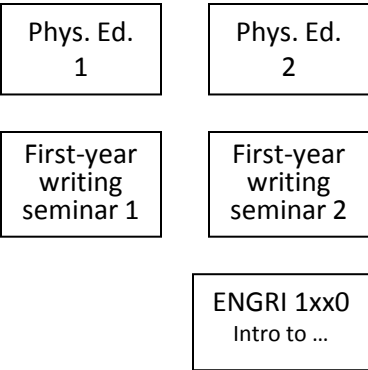 Phys. Ed.
1
Phys. Ed.
2
First-year
writing
seminar 1
First-year
writing
seminar 2
ENGRI 1xx0
Intro to ...